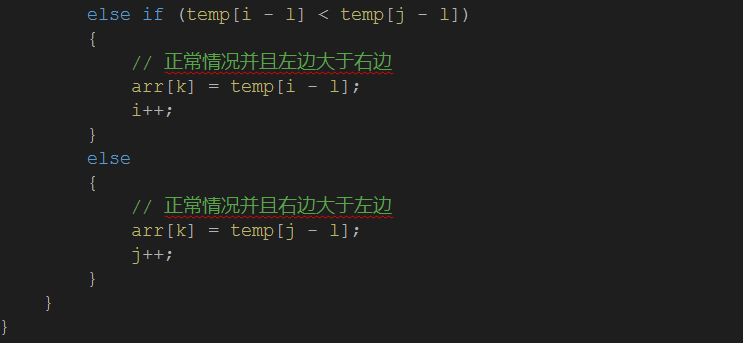 else if (temp[i - l] < temp[j - l])
{
// 正常情况并且左边大于右边
arr[k] = temp[i - l];
i++;
}
else
{
// 正常情况并且右边大于左边
arr[k] = temp[j - l];
j++;
}
}
}